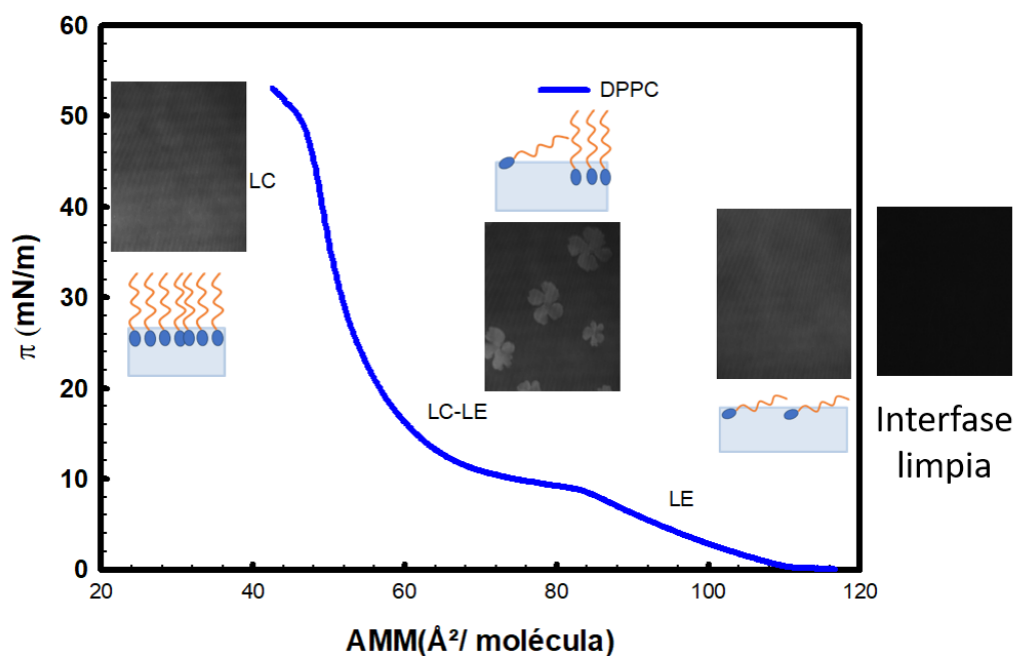 60
50
40
30
20
10
0
π (mN/m)
DPPC
LC
LC-LE
LE
Interfase
limpia
20 40 60 80 100 120
AMM(Å²/ molécula)